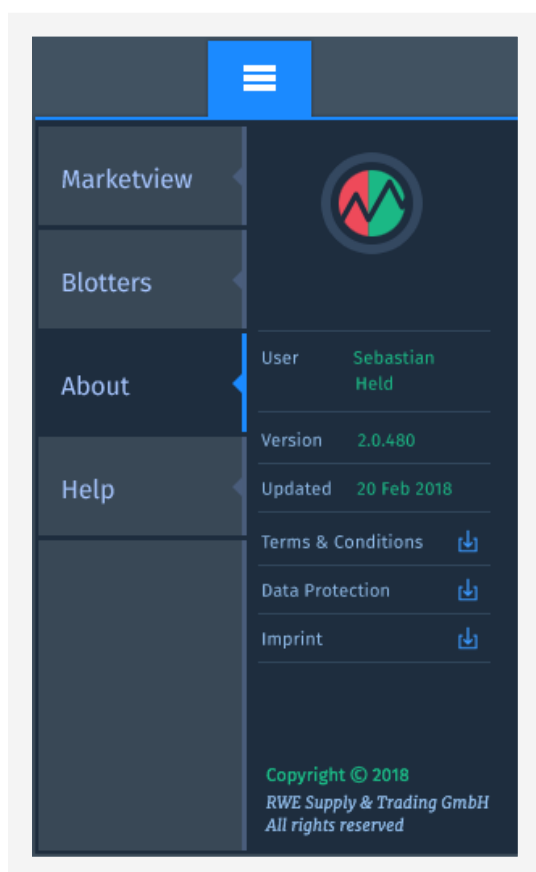 Marketview
Blotters
About
Help
User Sebastian
Held
Version 2.0.480
Updated 20 Feb 2018
Terms & Conditions
Data Protection
Imprint
Copyright © 2018
RWE Supply & Trading GmbH
All rights reserved